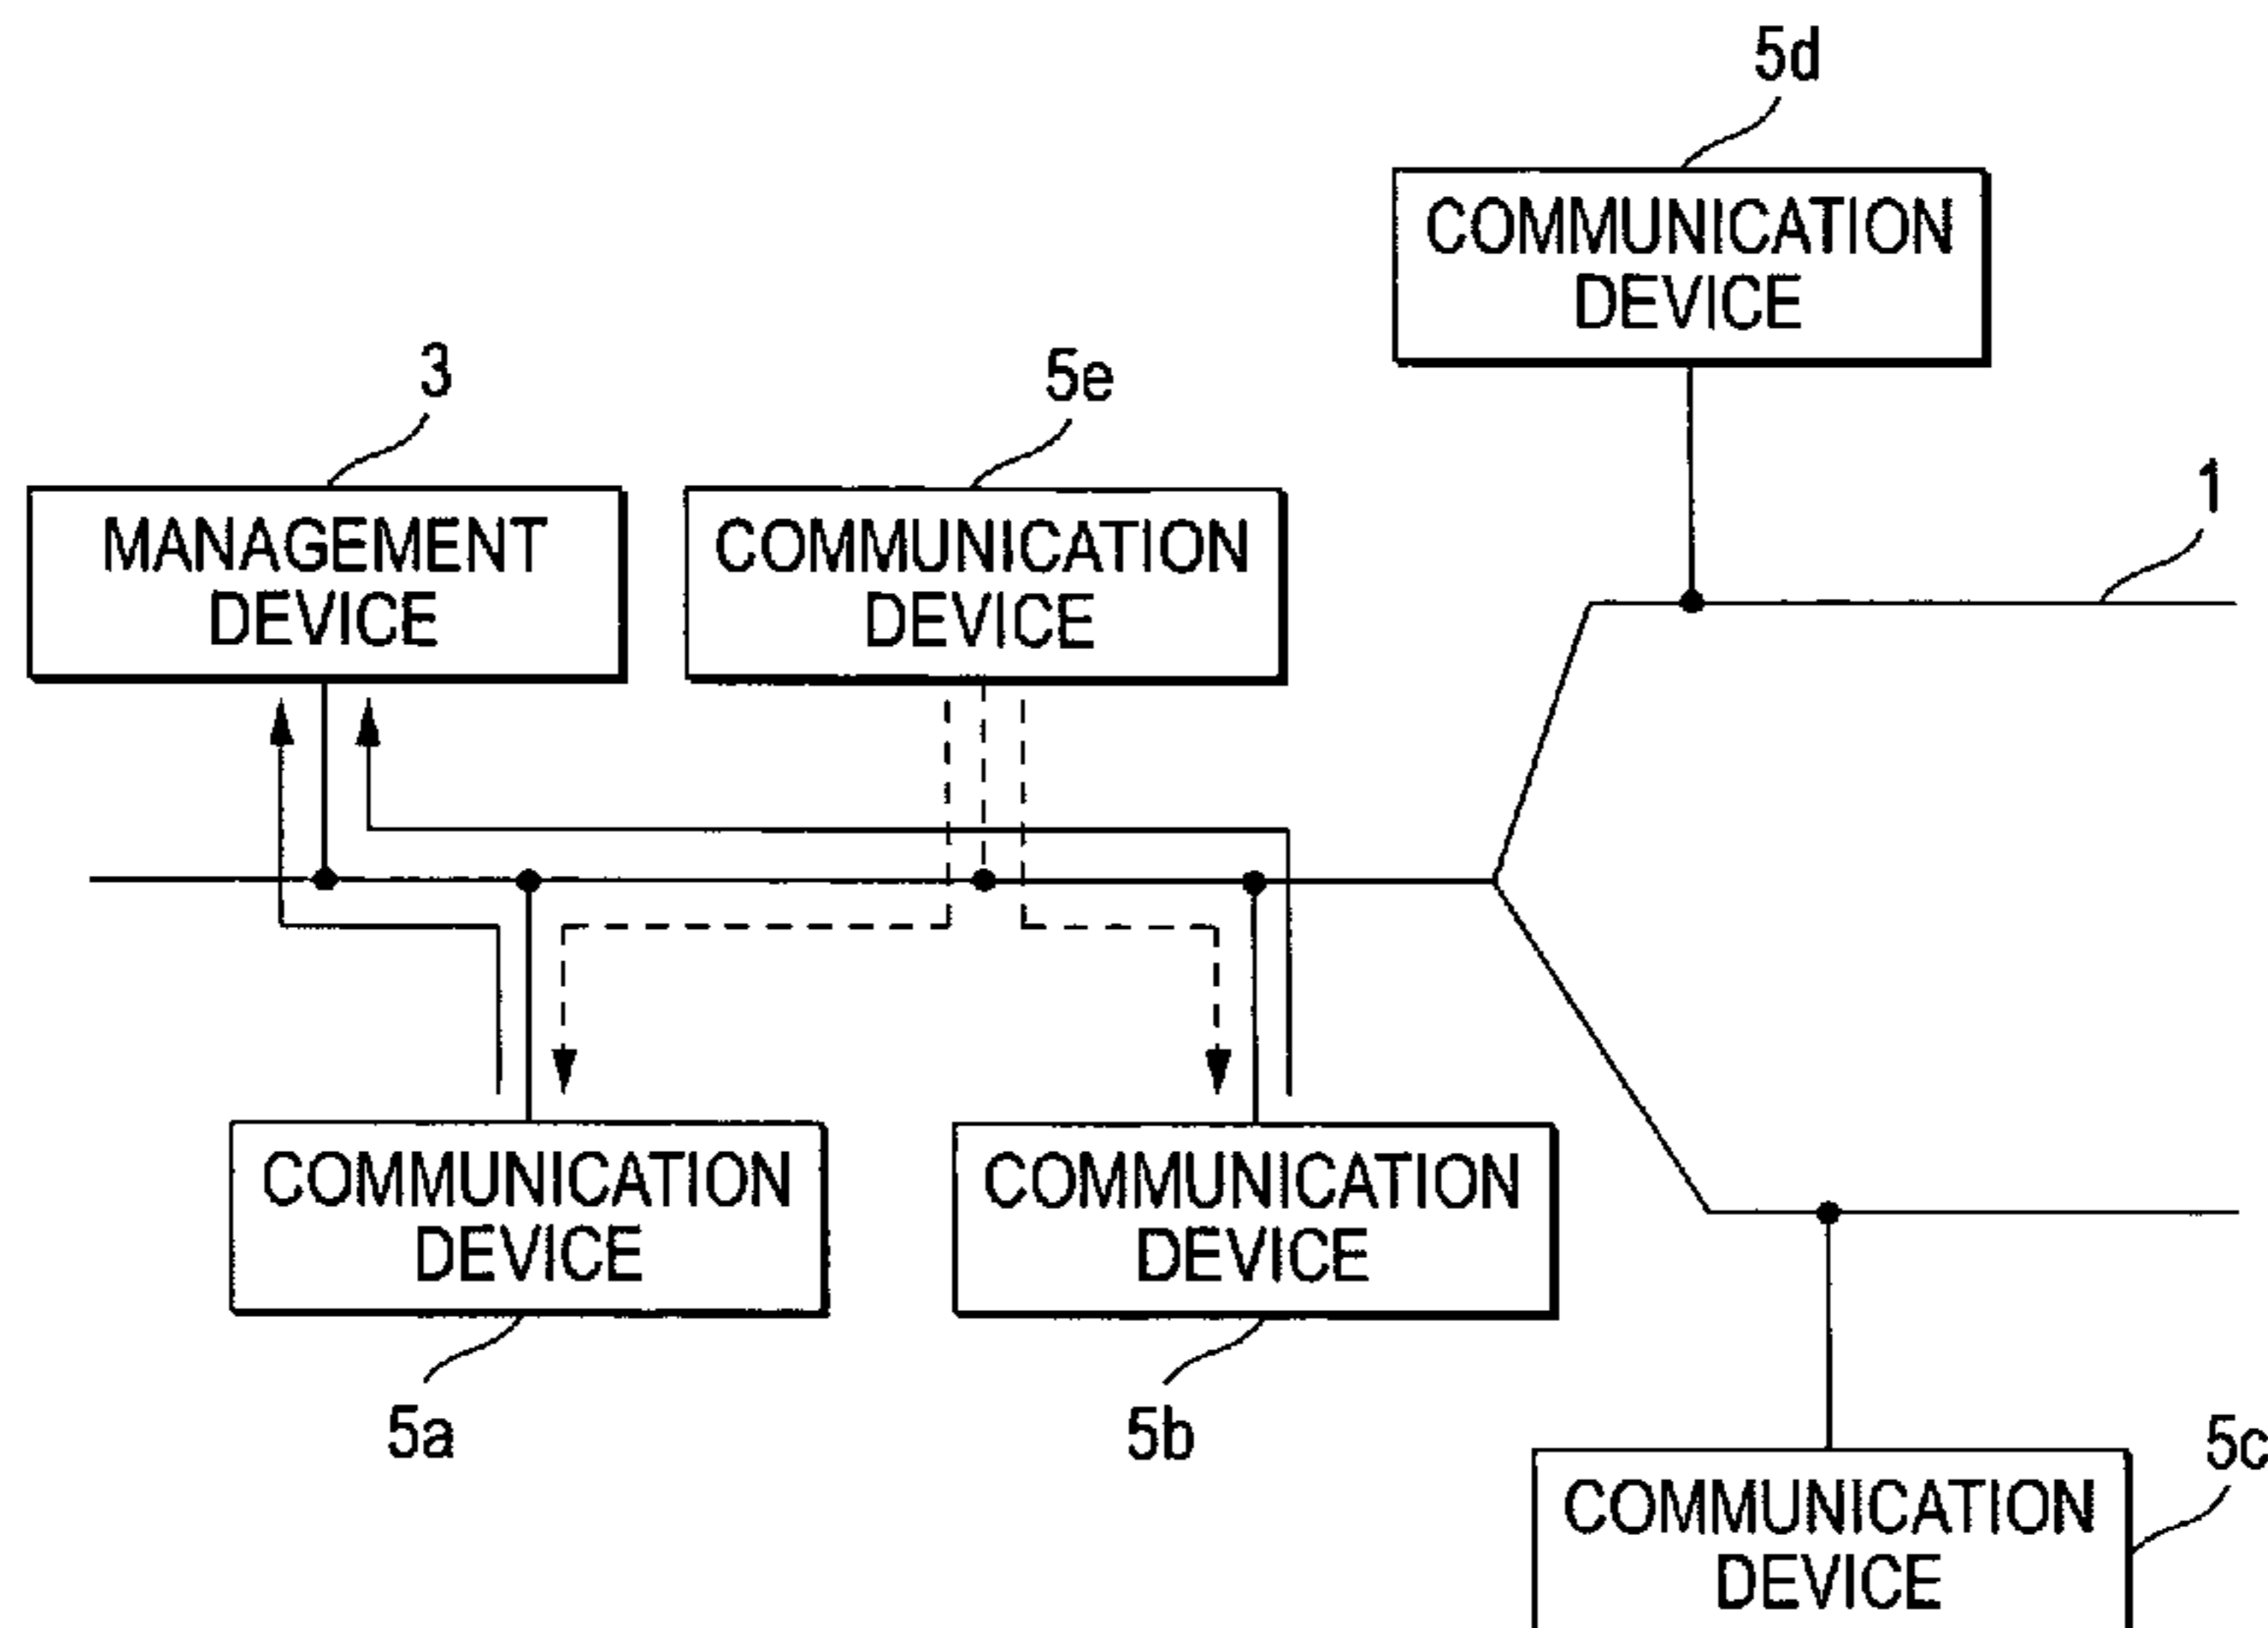 5d
COMMUNICATION
DEVICE
3
5e
1
MANAGEMENT
DEVICE
COMMUNICATION
DEVICE
COMMUNICATION
DEVICE
COMMUNICATION
DEVICE
5a
5b
5c
COMMUNICATION
DEVICE